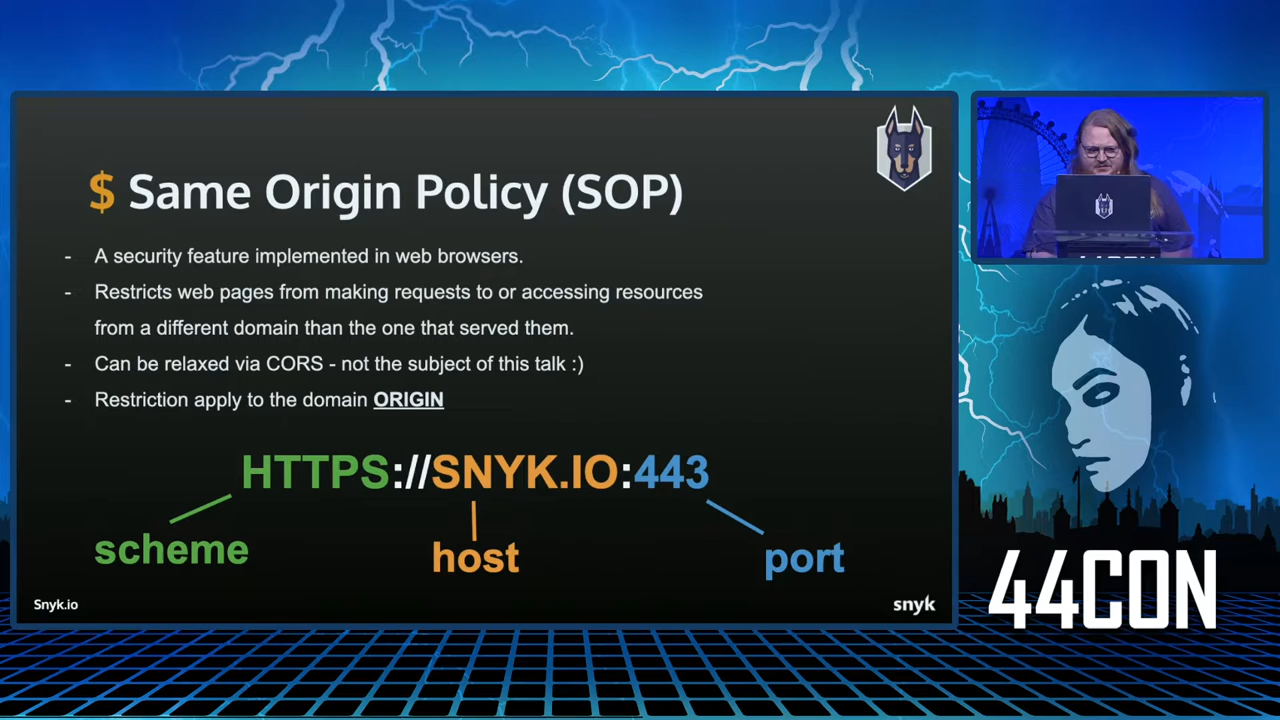 $ Same Origin Policy (SOP)
- A security feature implemented in web browsers.
- Restricts web pages from making requests to or accessing resources
from a different domain than the one that served them.
- Can be relaxed via CORS - not the subject of this talk :)
- Restriction apply to the domain ORIGIN
HTTPS://SNYK.IO:443
scheme
host
port
Snyk.io
snyk
44CON